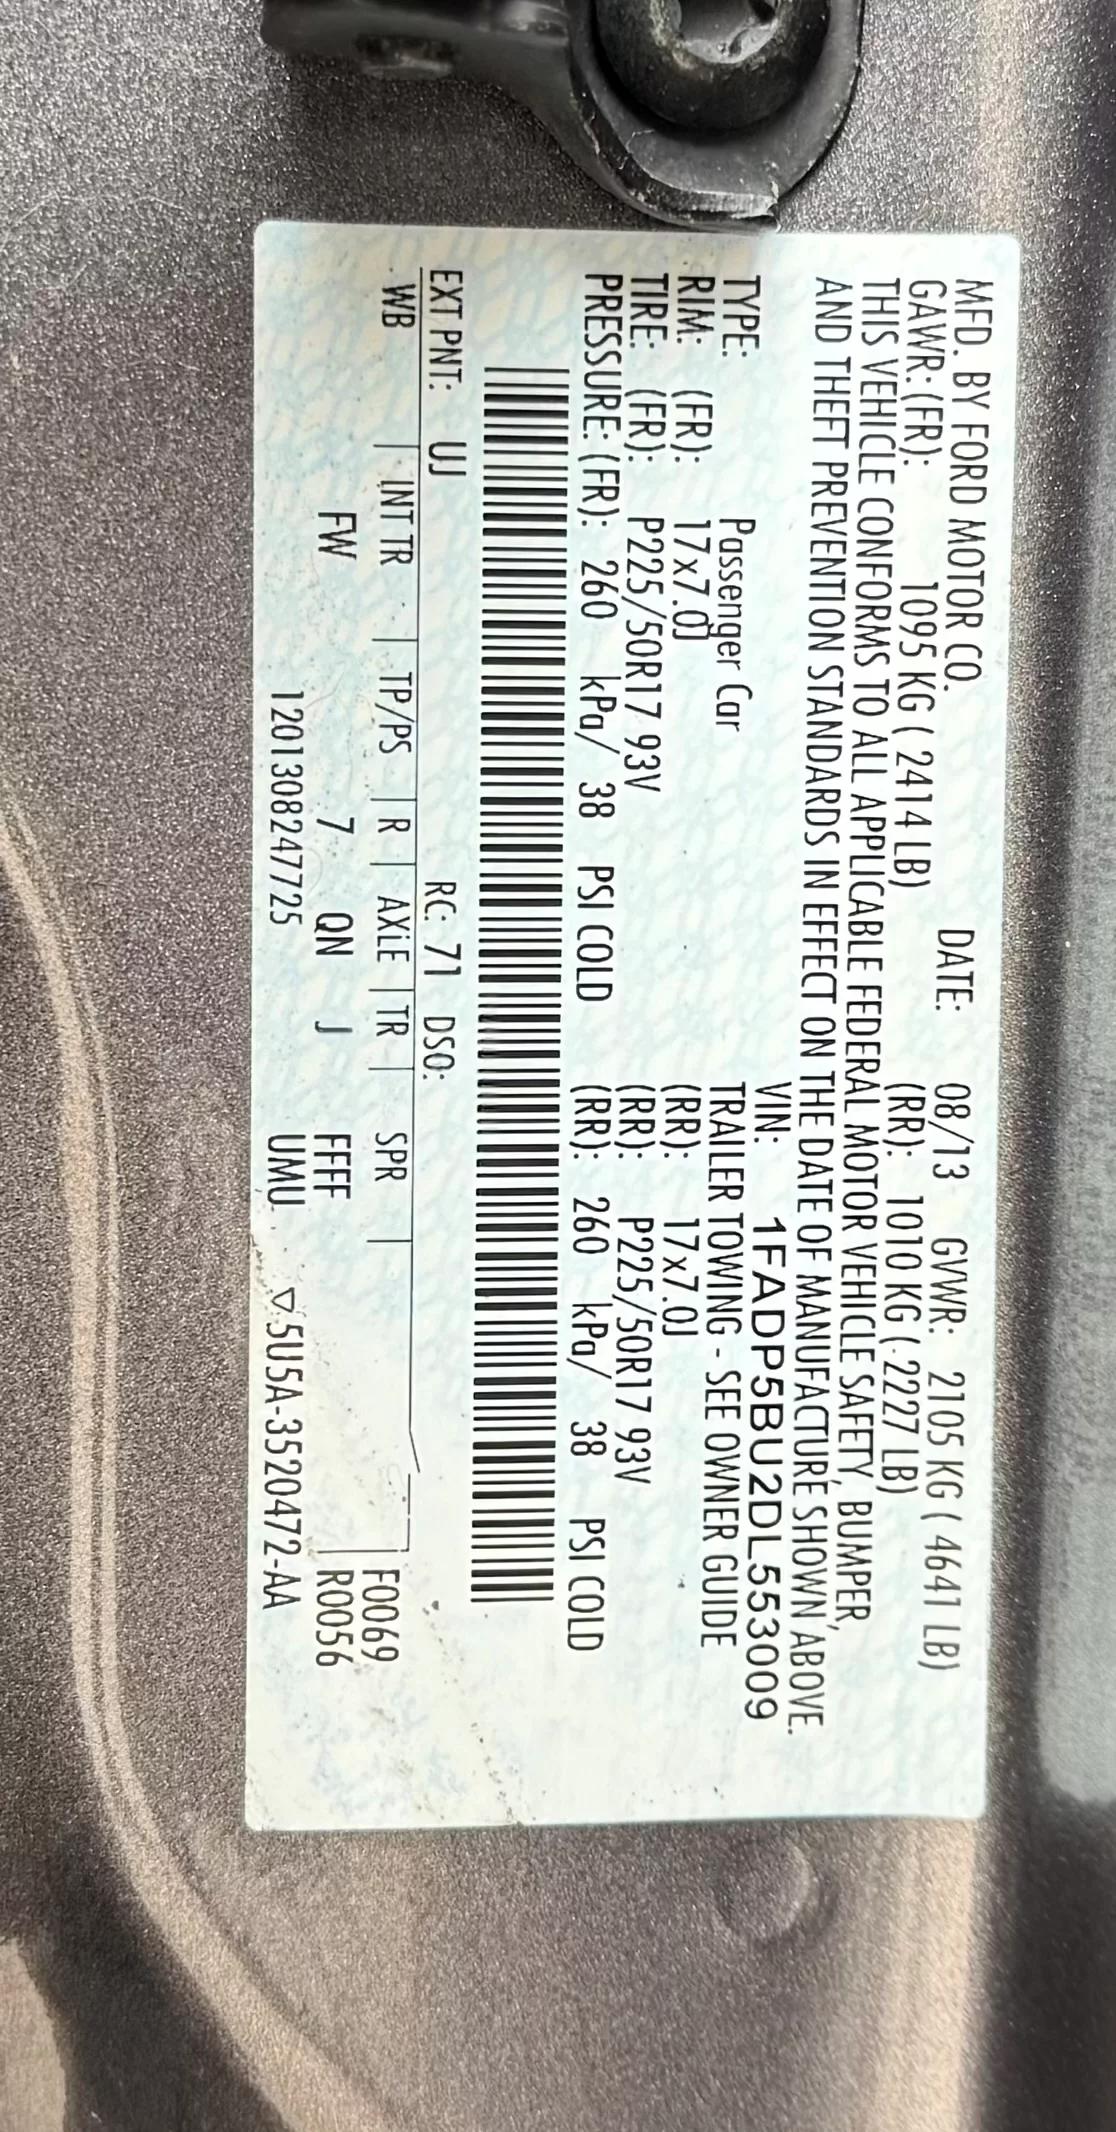 MFD. BY FORD MOTOR CO. DATE: 08/13 GVWR: 2105 KG ( 4641 LB)
GAWR: (FR): 1095 KG ( 2414 LB) (RR): 1010 KG ( 2227 LB)
THIS VEHICLE CONFORMS TO ALL APPLICABLE FEDERAL MOTOR VEHICLE SAFETY, BUMPER,
AND THEFT PREVENTION STANDARDS IN EFFECT ON THE DATE OF MANUFACTURE SHOWN ABOVE.
VIN: 1FADP5BU2DL553009
TYPE: Passenger Car TRAILER TOWING - SEE OWNER GUIDE
RIM: (FR): 17x7.0J (RR): 17x7.0J
TIRE: (FR): P225/50R17 93V (RR): P225/50R17 93V
PRESSURE: (FR): 260 kPa/ 38 PSI COLD (RR): 260 kPa/ 38 PSI COLD
EXT PNT: UJ RC: 71 DSO:
WB | INT TR | TP/PS | R | AXLE | TR | SPR | F0069
FW 7 QN J FFFF R0056
1201308247725 UMU ▽5U5A-3520472-AA